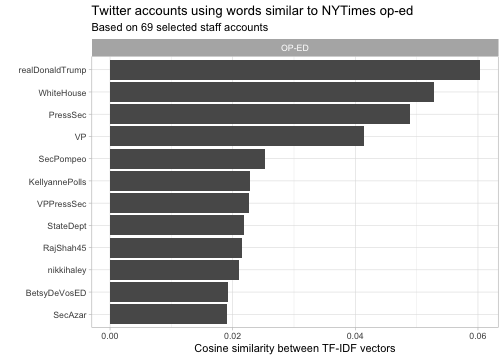 Twitter accounts using words similar to NYTimes op-ed
Based on 69 selected staff accounts
OP-ED
realDonaldTrump
WhiteHouse
PressSec
VP
SecPompeo
KellyannePolls
VPPressSec
StateDept
RajShah45
nikkihaley
BetsyDeVosED
SecAzar
0.00 0.02 0.04 0.06
Cosine similarity between TF-IDF vectors